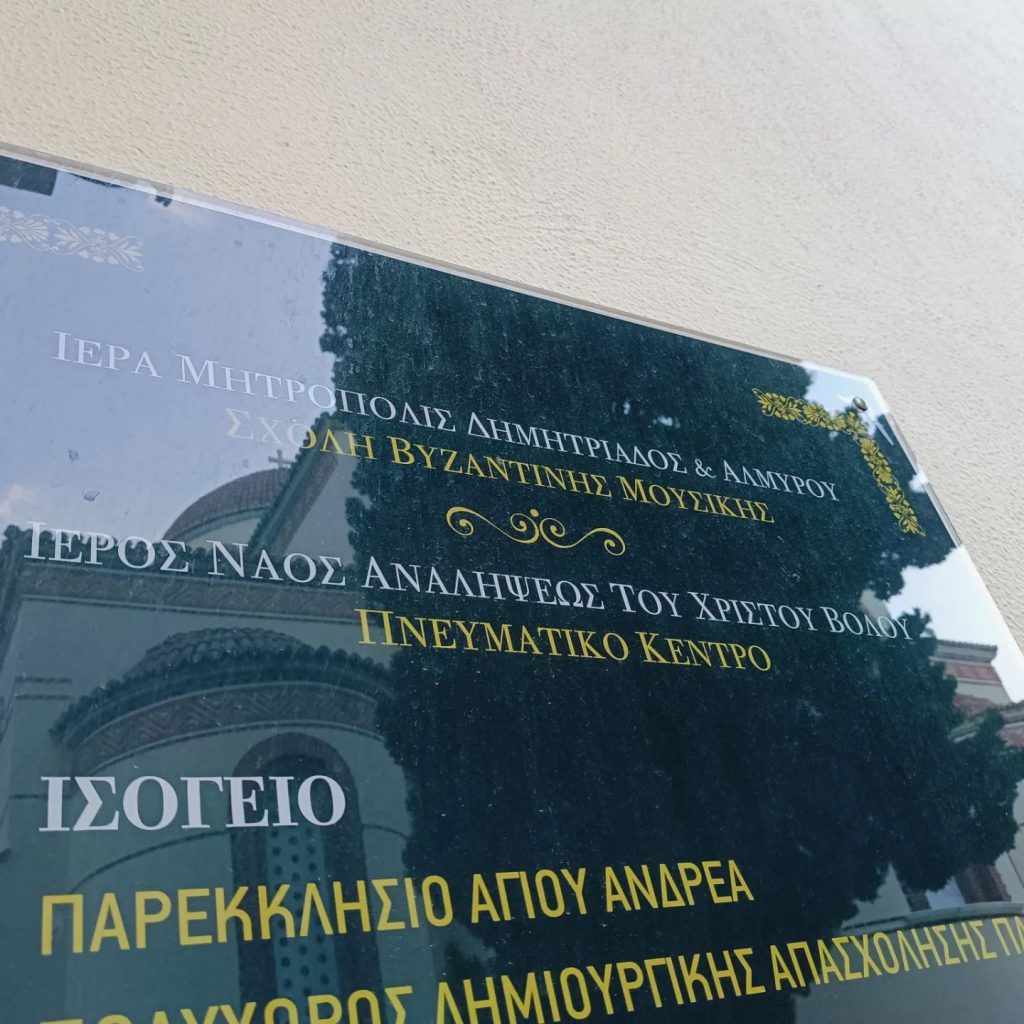 ΙΕΡΑ ΜΗΤΡΟΠΟΛΙΣ ΔΗΜΗΤΡΙΑΔΟΣ & ΑΛΜΥΡΟΥ
ΣΧΟΛΗ ΒΥΖΑΝΤΙΝΗΣ ΜΟΥΣΙΚΗΣ
ΙΕΡΟΣ ΝΑΟΣ ΑΝΑΛΗΨΕΩΣ ΤΟΥ ΧΡΙΣΤΟΥ ΒΟΛΟΥ
ΠΝΕΥΜΑΤΙΚΟ ΚΕΝΤΡΟ
ΙΣΟΓΕΙΟ
ΠΑΡΕΚΚΛΗΣΙΟ ΑΓΙΟΥ ΑΝΔΡΕΑ
ΠΟΛΥΧΩΡΟΣ ΔΗΜΙΟΥΡΓΙΚΗΣ ΑΠΑΣΧΟΛΗΣΗΣ